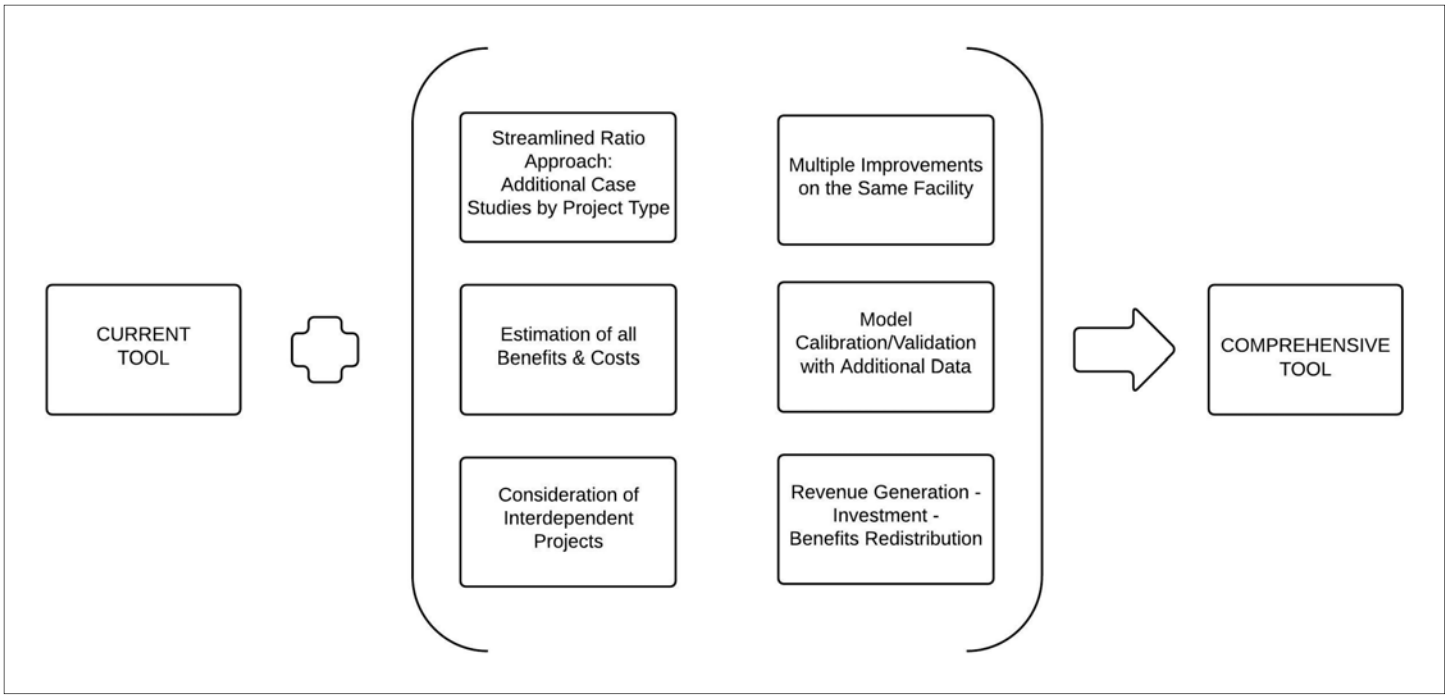 CURRENT
TOOL
Streamlined Ratio
Approach:
Additional Case
Studies by Project Type
Estimation of all
Benefits & Costs
Consideration of
Interdependent
Projects
Multiple Improvements
on the Same Facility
Model
Calibration/Validation
with Additional Data
Revenue Generation -
Investment -
Benefits Redistribution
COMPREHENSIVE
TOOL